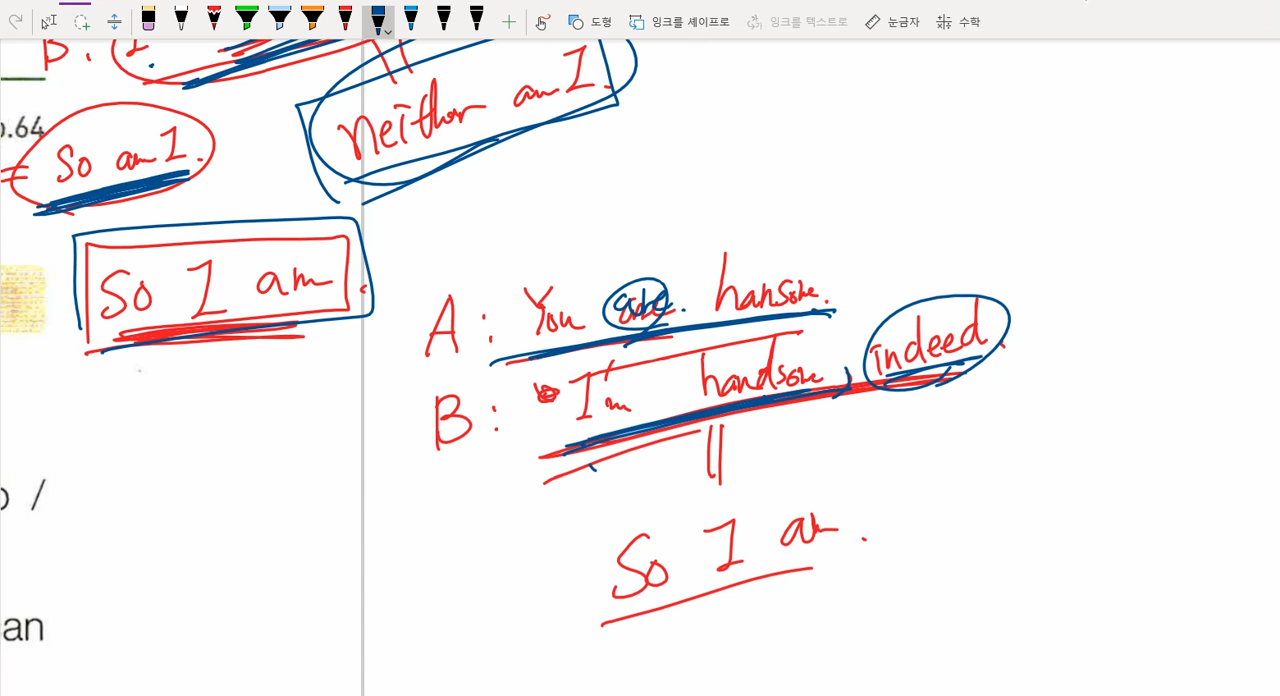 도형 잉크를 셰이프로 잉크를 텍스트로 눈금자 수학
B. I
neither am I.
p.64
= So am I.
So I am.
A: You are. hansome.
B: I'm handsome, indeed.
So I am.
o /
an